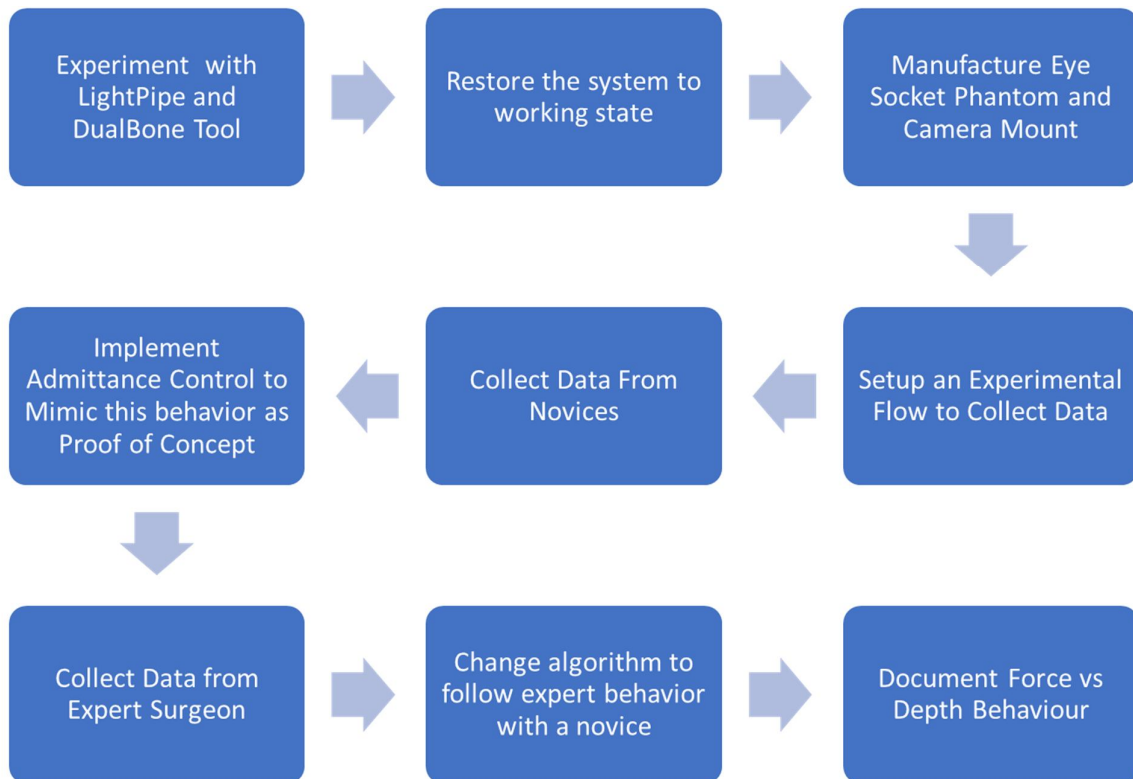 Experiment with
LightPipe and
DualBone Tool
Restore the system to
working state
Manufacture Eye
Socket Phantom and
Camera Mount
Setup an Experimental
Flow to Collect Data
Collect Data From
Novices
Implement
Admittance Control to
Mimic this behavior as
Proof of Concept
Collect Data from
Expert Surgeon
Change algorithm to
follow expert behavior
with a novice
Document Force vs
Depth Behaviour